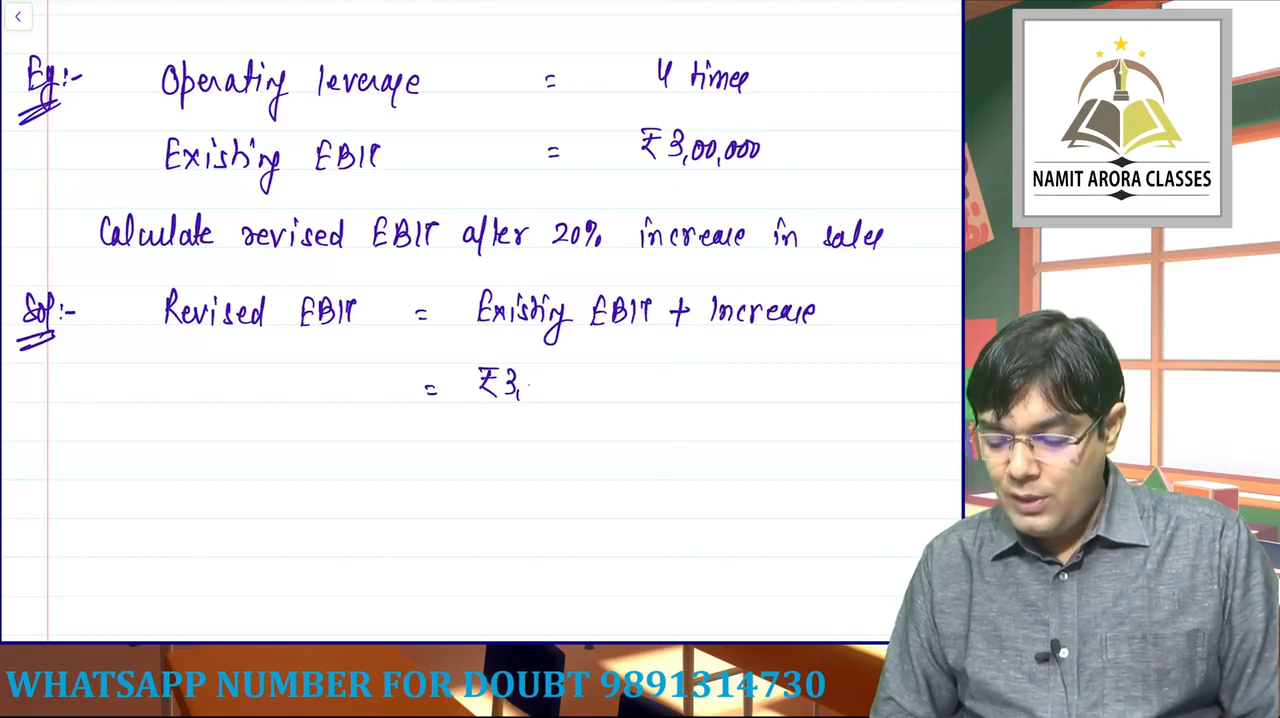 Eg:- Operating leverage = 4 times
Existing EBIT = ₹3,00,000
Calculate revised EBIT after 20% increase in sales
Sol:- Revised EBIT = Existing EBIT + Increase
= ₹3,
NAMIT ARORA CLASSES
WHATSAPP NUMBER FOR DOUBT 9891314730